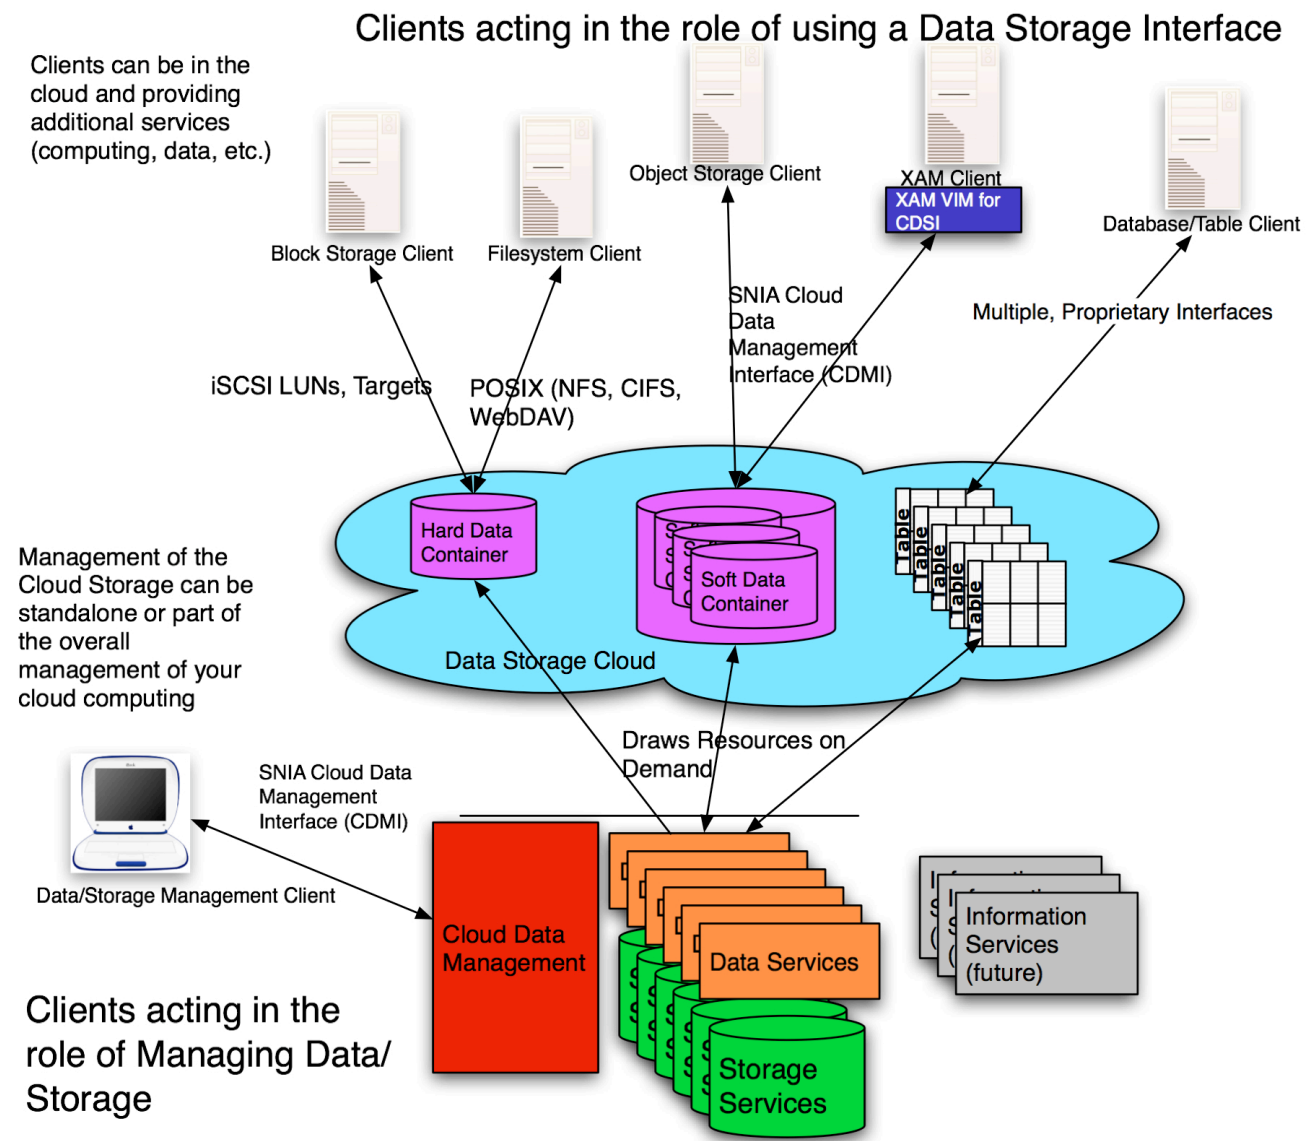 Clients acting in the role of using a Data Storage Interface
Clients can be in the
cloud and providing
additional services
(computing, data, etc.)
Block Storage Client
Filesystem Client
Object Storage Client
XAM Client
XAM VIM for
CDSI
Database/Table Client
iSCSI LUNs, Targets
POSIX (NFS, CIFS,
WebDAV)
SNIA Cloud
Data
Management
Interface (CDMI)
Multiple, Proprietary Interfaces
Hard Data
Container
Soft Data
Container
Table
Table
Table
Table
Table
Data Storage Cloud
Management of the
Cloud Storage can be
standalone or part of
the overall
management of your
cloud computing
Draws Resources on
Demand
SNIA Cloud Data
Management
Interface (CDMI)
Data/Storage Management Client
Cloud Data
Management
Data Services
Storage
Services
Information
Services
(future)
Clients acting in the
role of Managing Data/
Storage